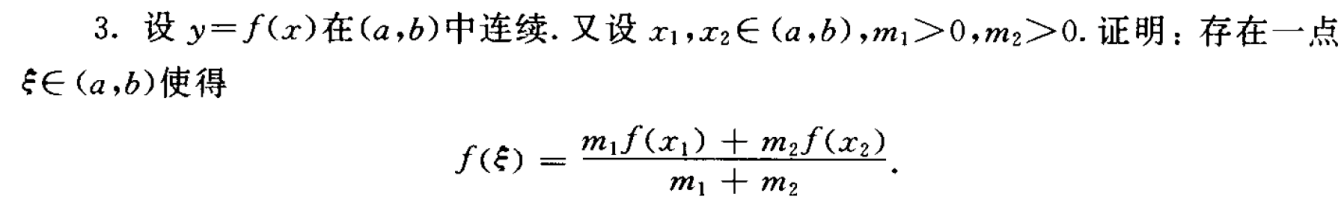 3. 设 y=f(x)在(a,b)中连续. 又设 x₁,x₂∈(a,b),m₁>0,m₂>0. 证明：存在一点
ξ∈(a,b)使得
f(ξ) = \frac{m₁f(x₁) + m₂f(x₂)}{m₁ + m₂}.